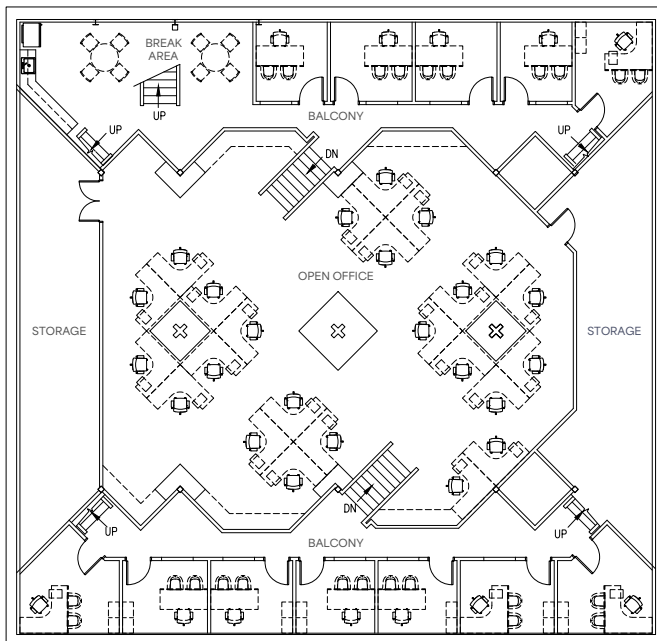 BREAK
AREA
UP
BALCONY
UP
UP
DN
OPEN OFFICE
STORAGE
STORAGE
DN
UP
UP
BALCONY